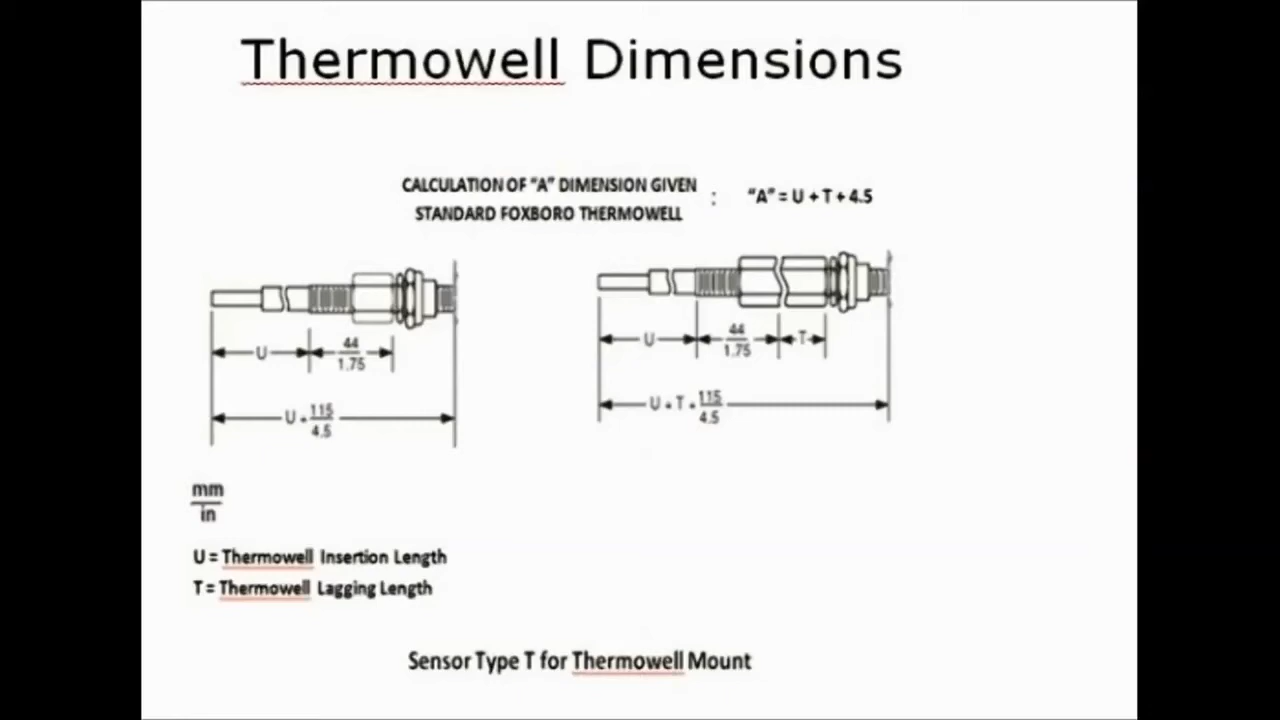 Thermowell Dimensions
CALCULATION OF "A" DIMENSION GIVEN
STANDARD FOXBORO THERMOWELL
:
"A" = U + T + 4.5
U
44
1.75
U +
115
4.5
U
44
1.75
T
U + T +
115
4.5
mm
in
U = Thermowell Insertion Length
T = Thermowell Lagging Length
Sensor Type T for Thermowell Mount